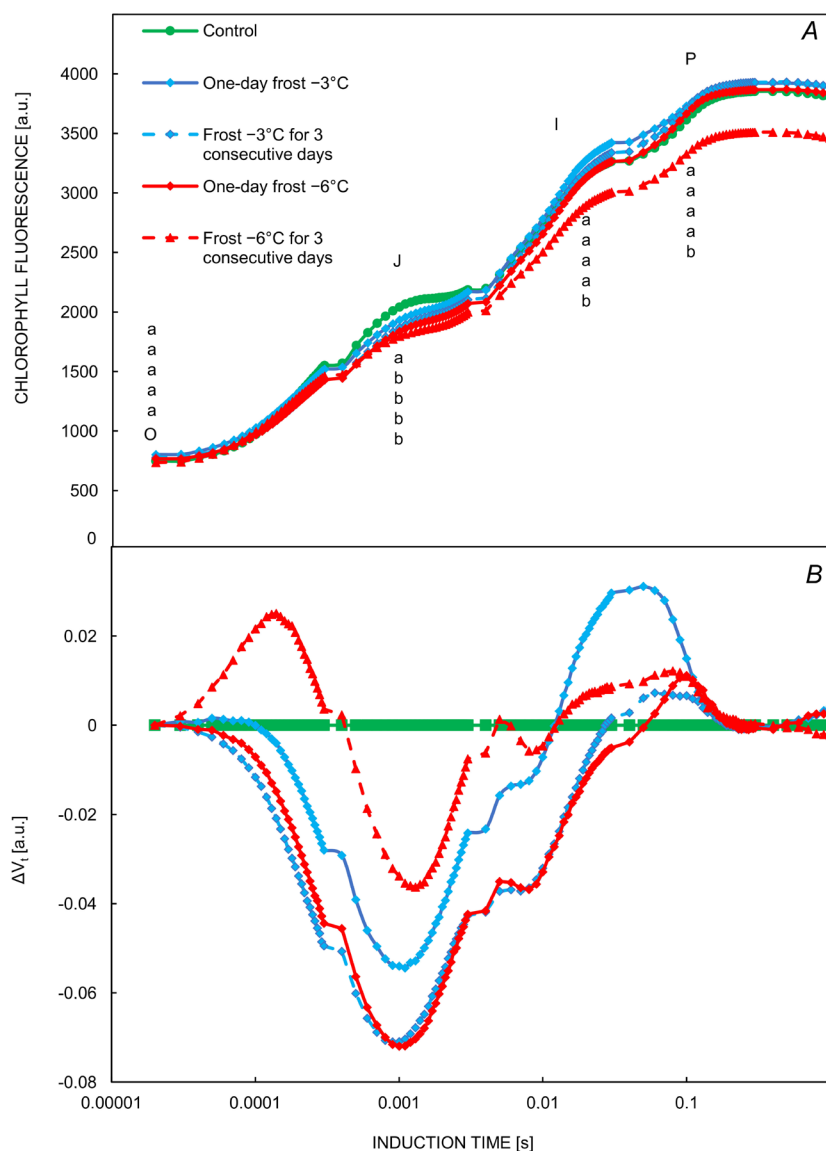 A
Control
One-day frost −3°C
Frost −3°C for 3
consecutive days
One-day frost −6°C
Frost −6°C for 3
consecutive days
CHLOROPHYLL FLUORESCENCE [a.u.]
4000
3500
3000
2500
2000
1500
1000
500
0
P
a
a
a
a
b
I
a
a
a
a
b
J
a
b
b
b
b
a
a
a
a
a
O
B
ΔVt [a.u.]
0.02
0
-0.02
-0.04
-0.06
-0.08
0.00001
0.0001
0.001
0.01
0.1
INDUCTION TIME [s]